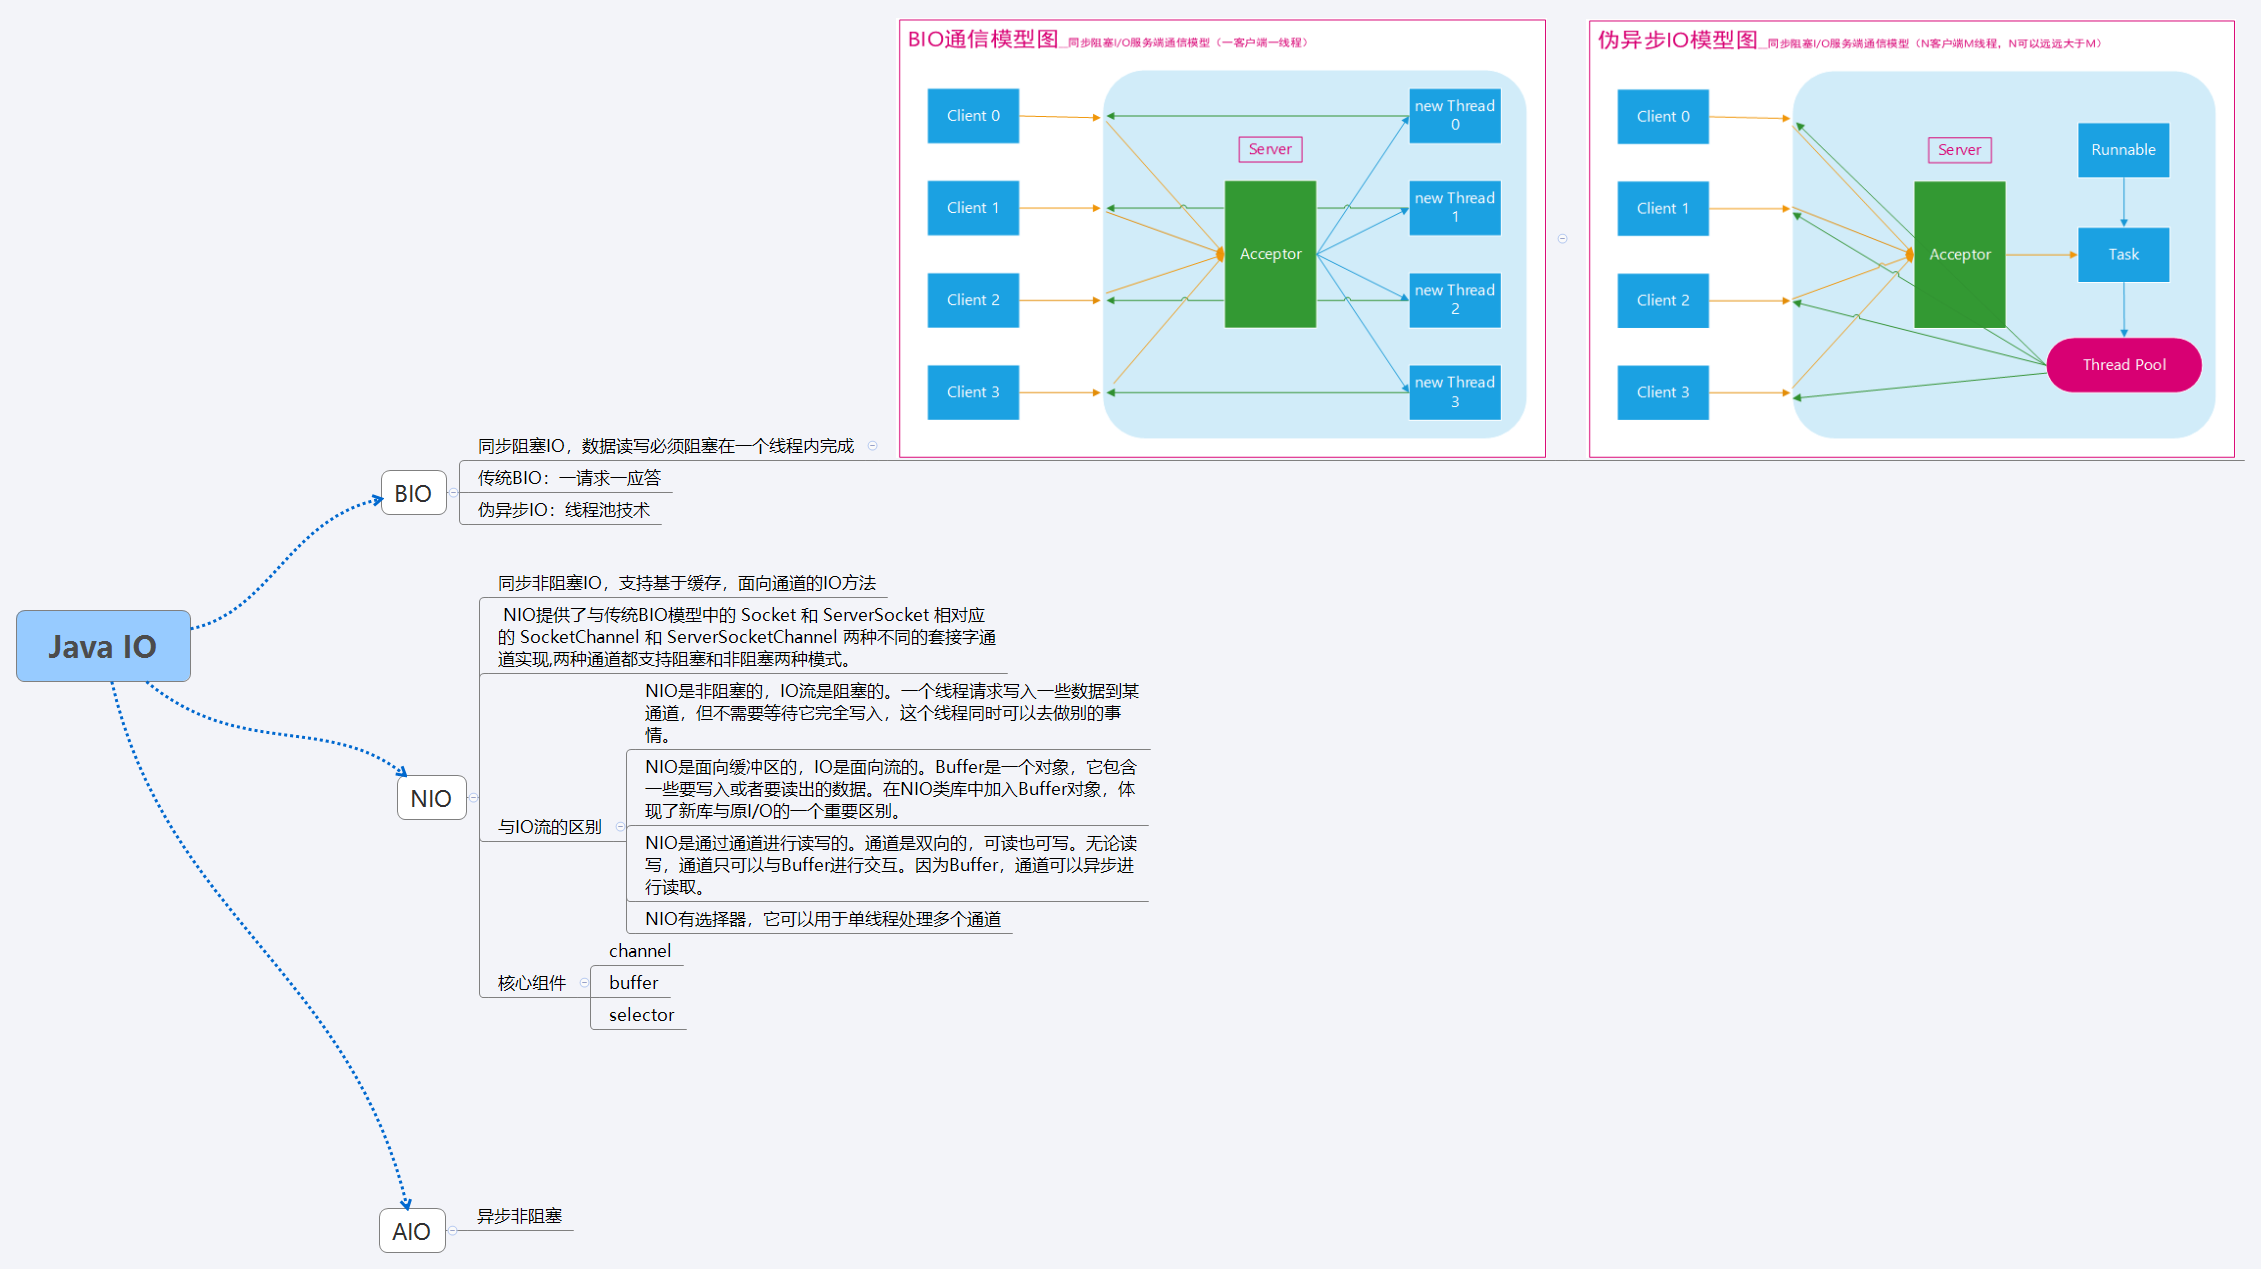 BIO通信模型图_同步阻塞I/O服务端通信模型（一客户端一线程）
Client 0
Client 1
Client 2
Client 3
Server
Acceptor
new Thread
0
new Thread
1
new Thread
2
new Thread
3
伪异步IO模型图_同步阻塞I/O服务端通信模型（N客户端M线程，N可以远远大于M）
Client 0
Client 1
Client 2
Client 3
Server
Acceptor
Runnable
Task
Thread Pool
Java IO
BIO
同步阻塞IO，数据读写必须阻塞在一个线程内完成
传统BIO：一请求一应答
伪异步IO：线程池技术
NIO
同步非阻塞IO，支持基于缓存，面向通道的IO方法
NIO提供了与传统BIO模型中的 Socket 和 ServerSocket 相对应
的 SocketChannel 和 ServerSocketChannel 两种不同的套接字通
道实现,两种通道都支持阻塞和非阻塞两种模式。
与IO流的区别
NIO是非阻塞的，IO流是阻塞的。一个线程请求写入一些数据到某
通道，但不需要等待它完全写入，这个线程同时可以去做别的事
情。
NIO是面向缓冲区的，IO是面向流的。Buffer是一个对象，它包含
一些要写入或者要读出的数据。在NIO类库中加入Buffer对象，体
现了新库与原I/O的一个重要区别。
NIO是通过通道进行读写的。通道是双向的，可读也可写。无论读
写，通道只可以与Buffer进行交互。因为Buffer，通道可以异步进
行读取。
NIO有选择器，它可以用于单线程处理多个通道
核心组件
channel
buffer
selector
AIO
异步非阻塞